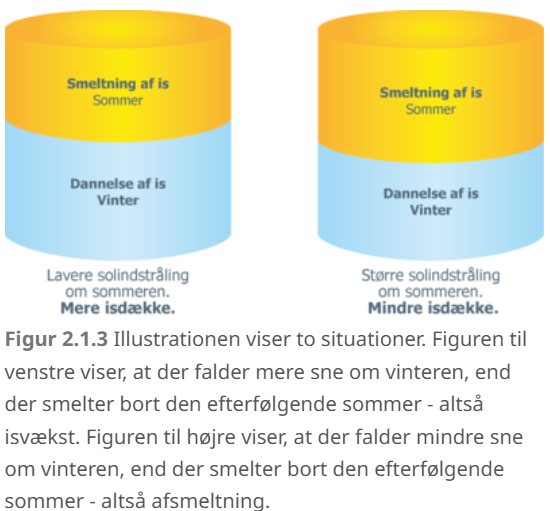 Smeltning af is
Sommer
Dannelse af is
Vinter
Lavere solindstråling
om sommeren.
Mere isdække.
Smeltning af is
Sommer
Dannelse af is
Vinter
Større solindstråling
om sommeren.
Mindre isdække.
Figur 2.1.3 Illustrationen viser to situationer. Figuren til
venstre viser, at der falder mere sne om vinteren, end
der smelter bort den efterfølgende sommer - altså
isvækst. Figuren til højre viser, at der falder mindre sne
om vinteren, end der smelter bort den efterfølgende
sommer - altså afsmeltning.